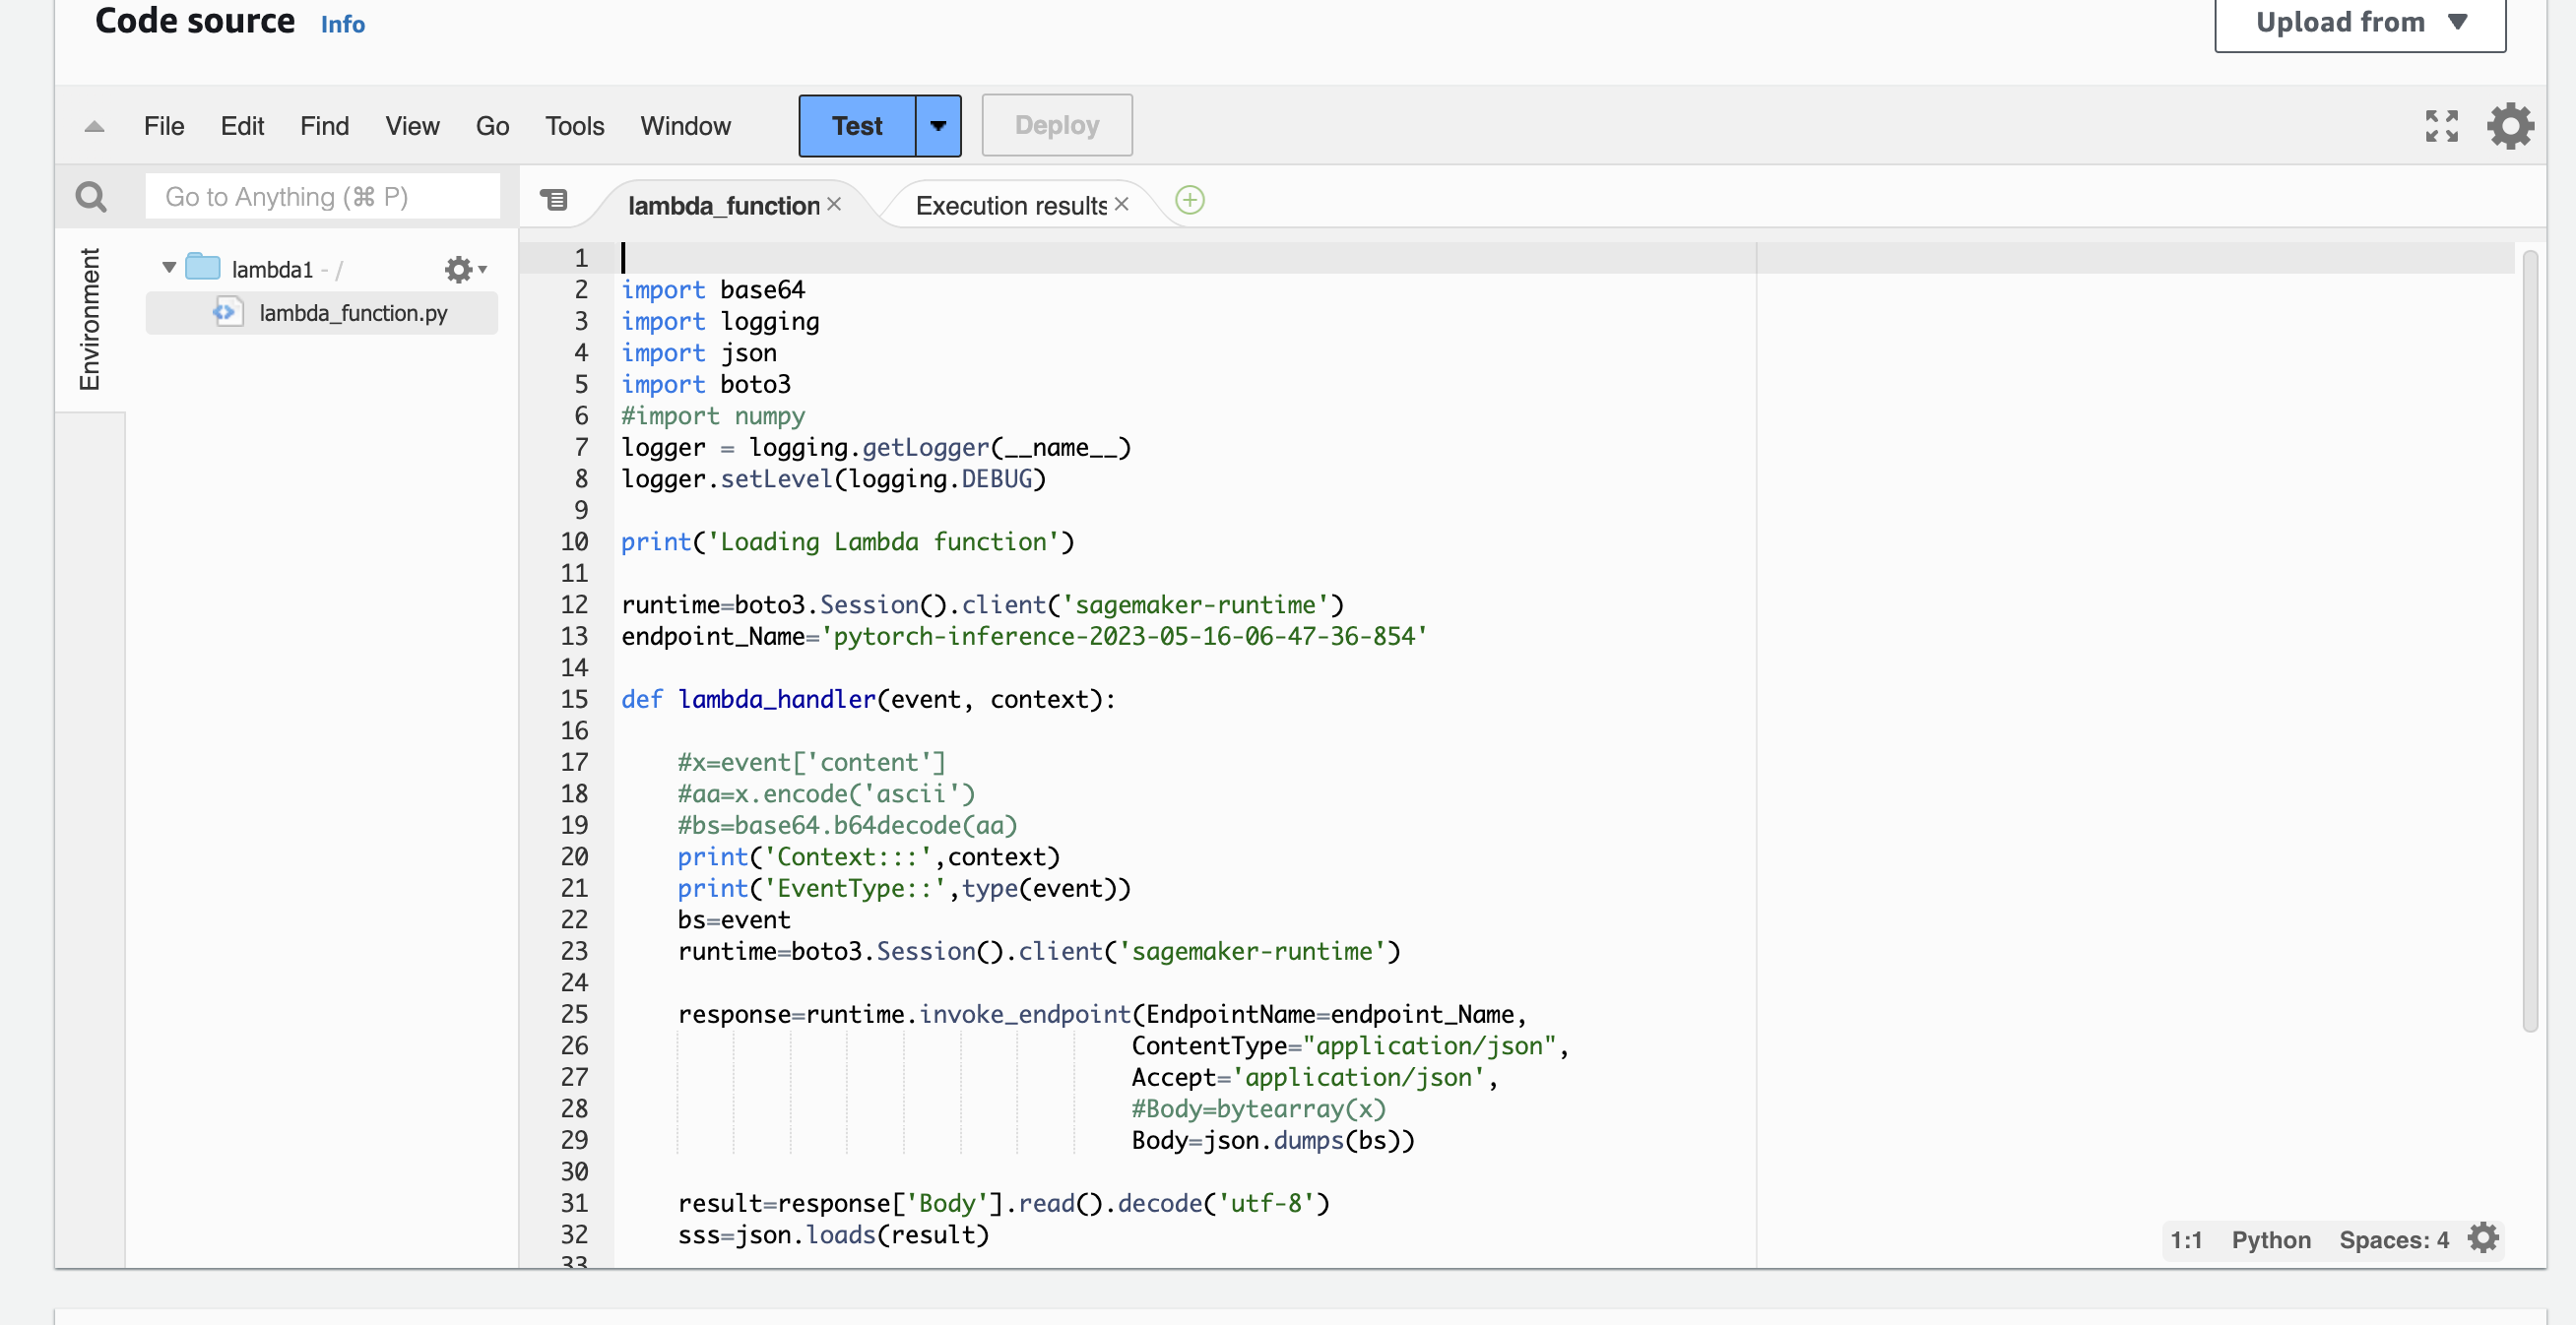 Code source Info
Upload from
File Edit Find View Go Tools Window Test Deploy
Go to Anything (⌘ P)
lambda_function Execution results
Environment
lambda1 - /
lambda_function.py
1
2 import base64
3 import logging
4 import json
5 import boto3
6 #import numpy
7 logger = logging.getLogger(__name__)
8 logger.setLevel(logging.DEBUG)
9
10 print('Loading Lambda function')
11
12 runtime=boto3.Session().client('sagemaker-runtime')
13 endpoint_Name='pytorch-inference-2023-05-16-06-47-36-854'
14
15 def lambda_handler(event, context):
16
17     #x=event['content']
18     #aa=x.encode('ascii')
19     #bs=base64.b64decode(aa)
20     print('Context:::',context)
21     print('EventType::',type(event))
22     bs=event
23     runtime=boto3.Session().client('sagemaker-runtime')
24
25     response=runtime.invoke_endpoint(EndpointName=endpoint_Name,
26                                     ContentType="application/json",
27                                     Accept='application/json',
28                                     #Body=bytearray(x)
29                                     Body=json.dumps(bs))
30
31     result=response['Body'].read().decode('utf-8')
32     sss=json.loads(result)
33
1:1 Python Spaces: 4